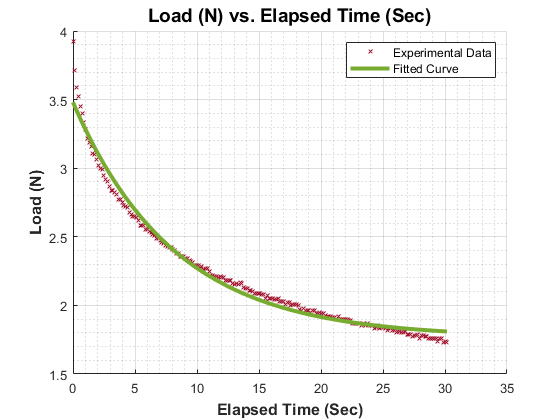 Load (N) vs. Elapsed Time (Sec)
Experimental Data
Fitted Curve
4
3.5
3
2.5
2
1.5
Load (N)
0
5
10
15
20
25
30
35
Elapsed Time (Sec)